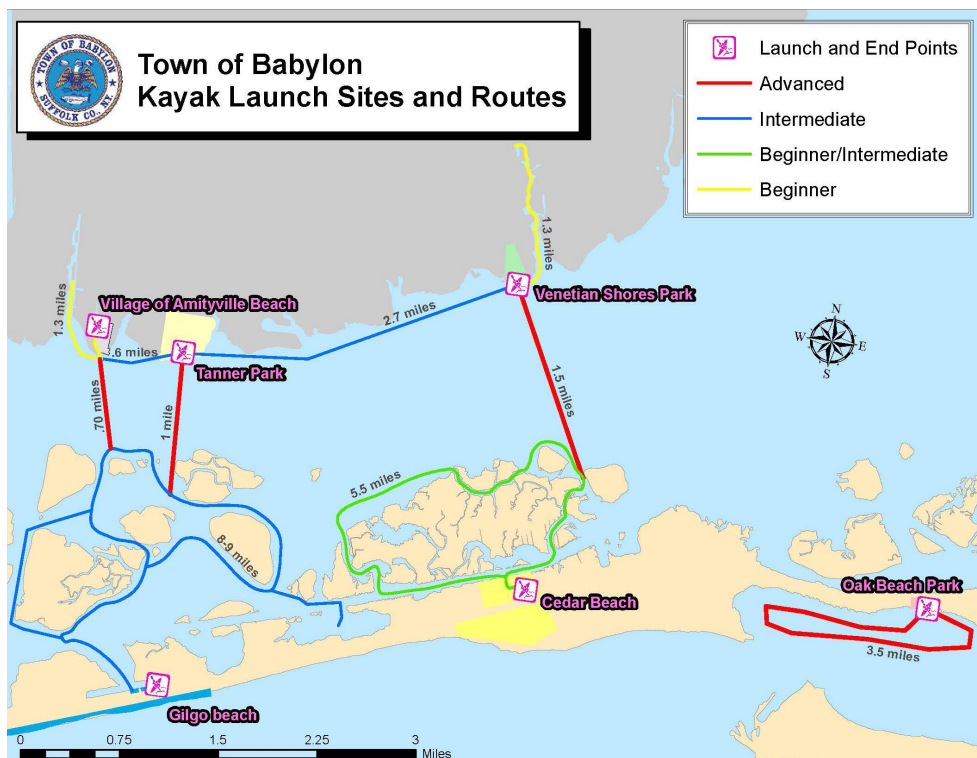 TOWN OF BABYLON
SUFFOLK CO., N.Y.
Town of Babylon
Kayak Launch Sites and Routes
Launch and End Points
Advanced
Intermediate
Beginner/Intermediate
Beginner
1.3 miles
Venetian Shores Park
2.7 miles
Village of Amityville Beach
1.3 miles
.6 miles
Tanner Park
N
W
E
S
.70 miles
1 mile
1.5 miles
5.5 miles
8-9 miles
Cedar Beach
Oak Beach Park
3.5 miles
Gilgo beach
0 0.75 1.5 2.25 3
Miles